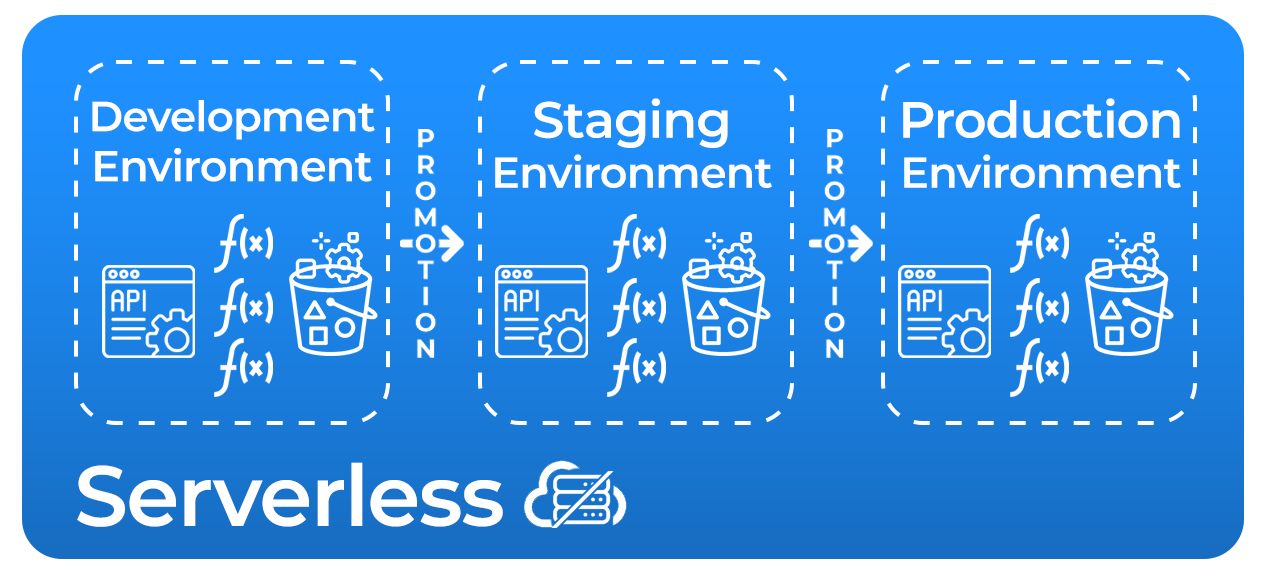 Development
Environment
API
f(x)
f(x)
f(x)
PROMOTION
Staging
Environment
API
f(x)
f(x)
f(x)
PROMOTION
Production
Environment
API
f(x)
f(x)
f(x)
Serverless